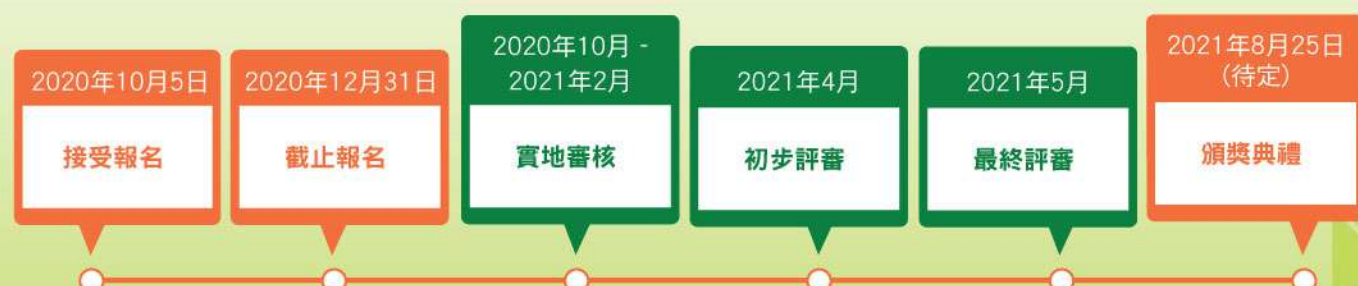 2020年10月5日
接受報名
2020年12月31日
截止報名
2020年10月 -
2021年2月
實地審核
2021年4月
初步評審
2021年5月
最終評審
2021年8月25日
(待定)
頒獎典禮